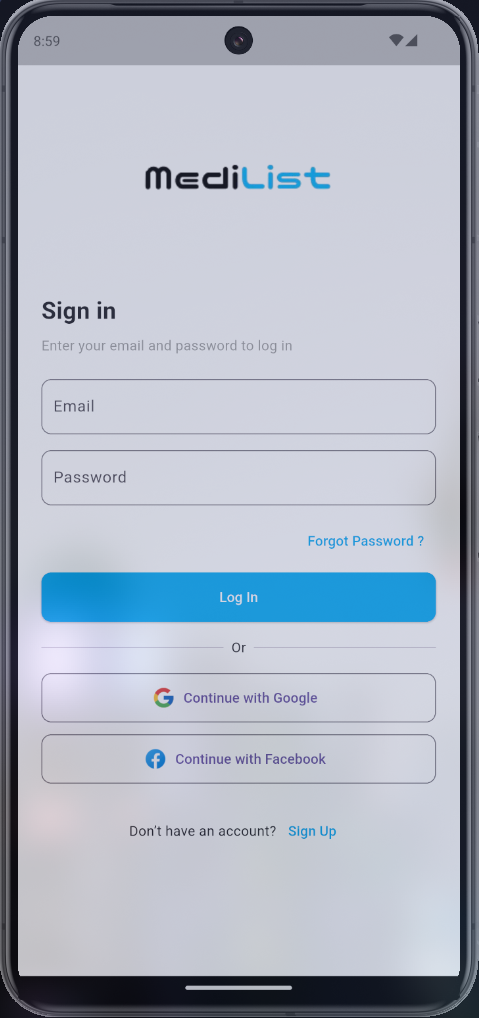 8:59
MediList
Sign in
Enter your email and password to log in
Email
Password
Forgot Password ?
Log In
Or
Continue with Google
Continue with Facebook
Don't have an account? Sign Up